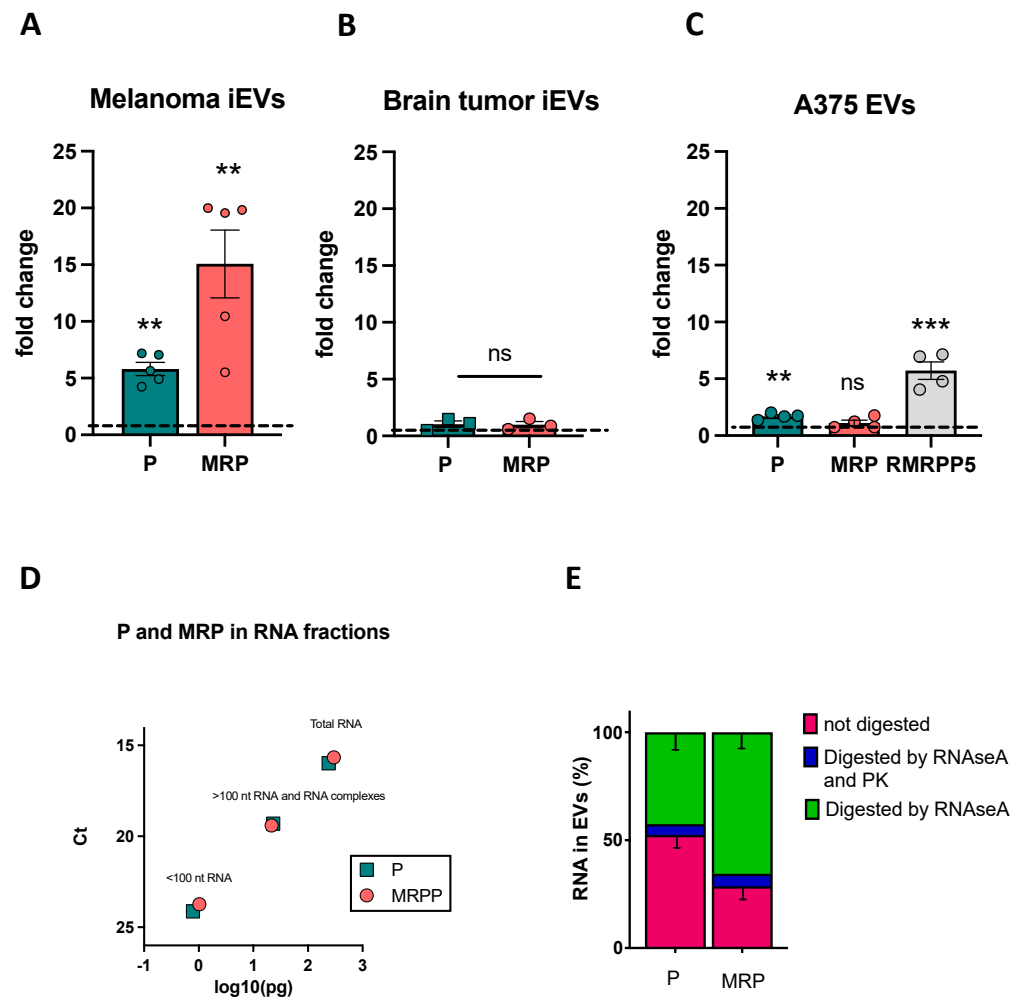 A
B
C
Melanoma iEVs
Brain tumor iEVs
A375 EVs
fold change
25
20
15
10
5
0
**
**
P
MRP
fold change
25
20
15
10
5
0
ns
P
MRP
fold change
25
20
15
10
5
0
**
ns
***
P
MRP
RMRPP5
D
E
P and MRP in RNA fractions
Ct
15
20
25
Total RNA
>100 nt RNA and RNA complexes
<100 nt RNA
P
MRPP
-1
0
1
2
3
log10(pg)
RNA in EVs (%)
100
50
0
P
MRP
not digested
Digested by RNAseA
and PK
Digested by RNAseA